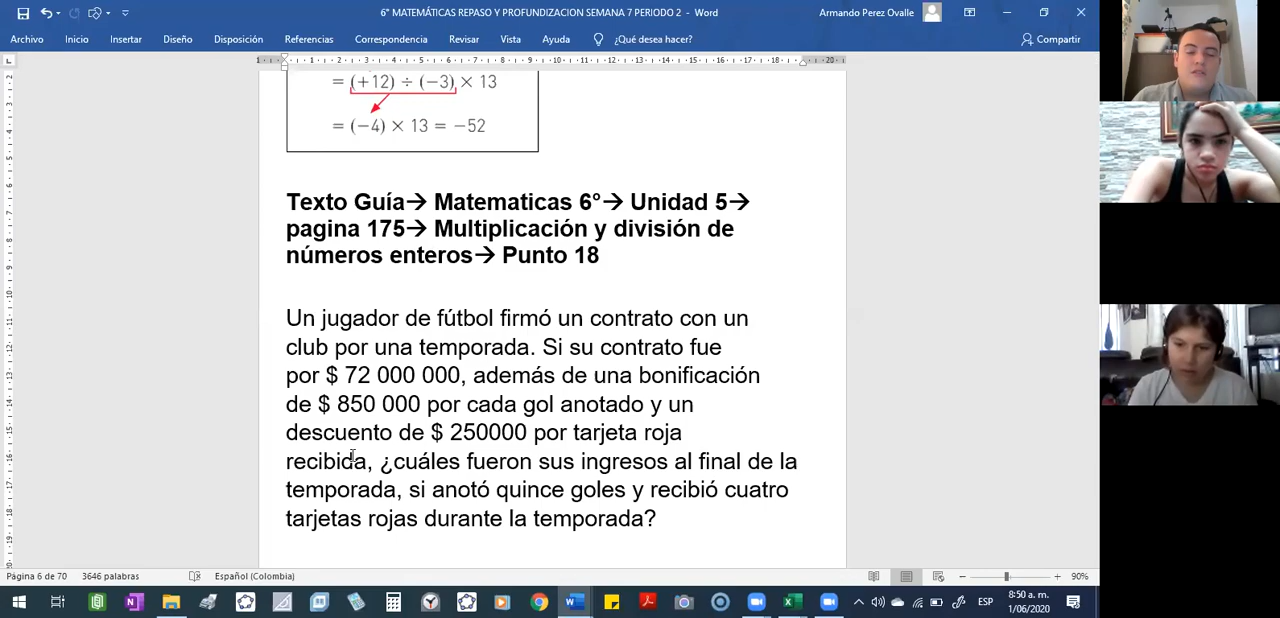 6° MATEMÁTICAS REPASO Y PROFUNDIZACION SEMANA 7 PERIODO 2 - Word
Armando Perez Ovalle
Archivo Inicio Insertar Diseño Disposición Referencias Correspondencia Revisar Vista Ayuda ¿Qué desea hacer? Compartir
= (+12) ÷ (−3) × 13
= (−4) × 13 = −52
Texto Guía→ Matematicas 6°→ Unidad 5→
pagina 175→ Multiplicación y división de
números enteros→ Punto 18
Un jugador de fútbol firmó un contrato con un
club por una temporada. Si su contrato fue
por $ 72 000 000, además de una bonificación
de $ 850 000 por cada gol anotado y un
descuento de $ 250000 por tarjeta roja
recibida, ¿cuáles fueron sus ingresos al final de la
temporada, si anotó quince goles y recibió cuatro
tarjetas rojas durante la temporada?
Página 6 de 70 3646 palabras Español (Colombia) 90%
ESP
8:50 a. m.
1/06/2020